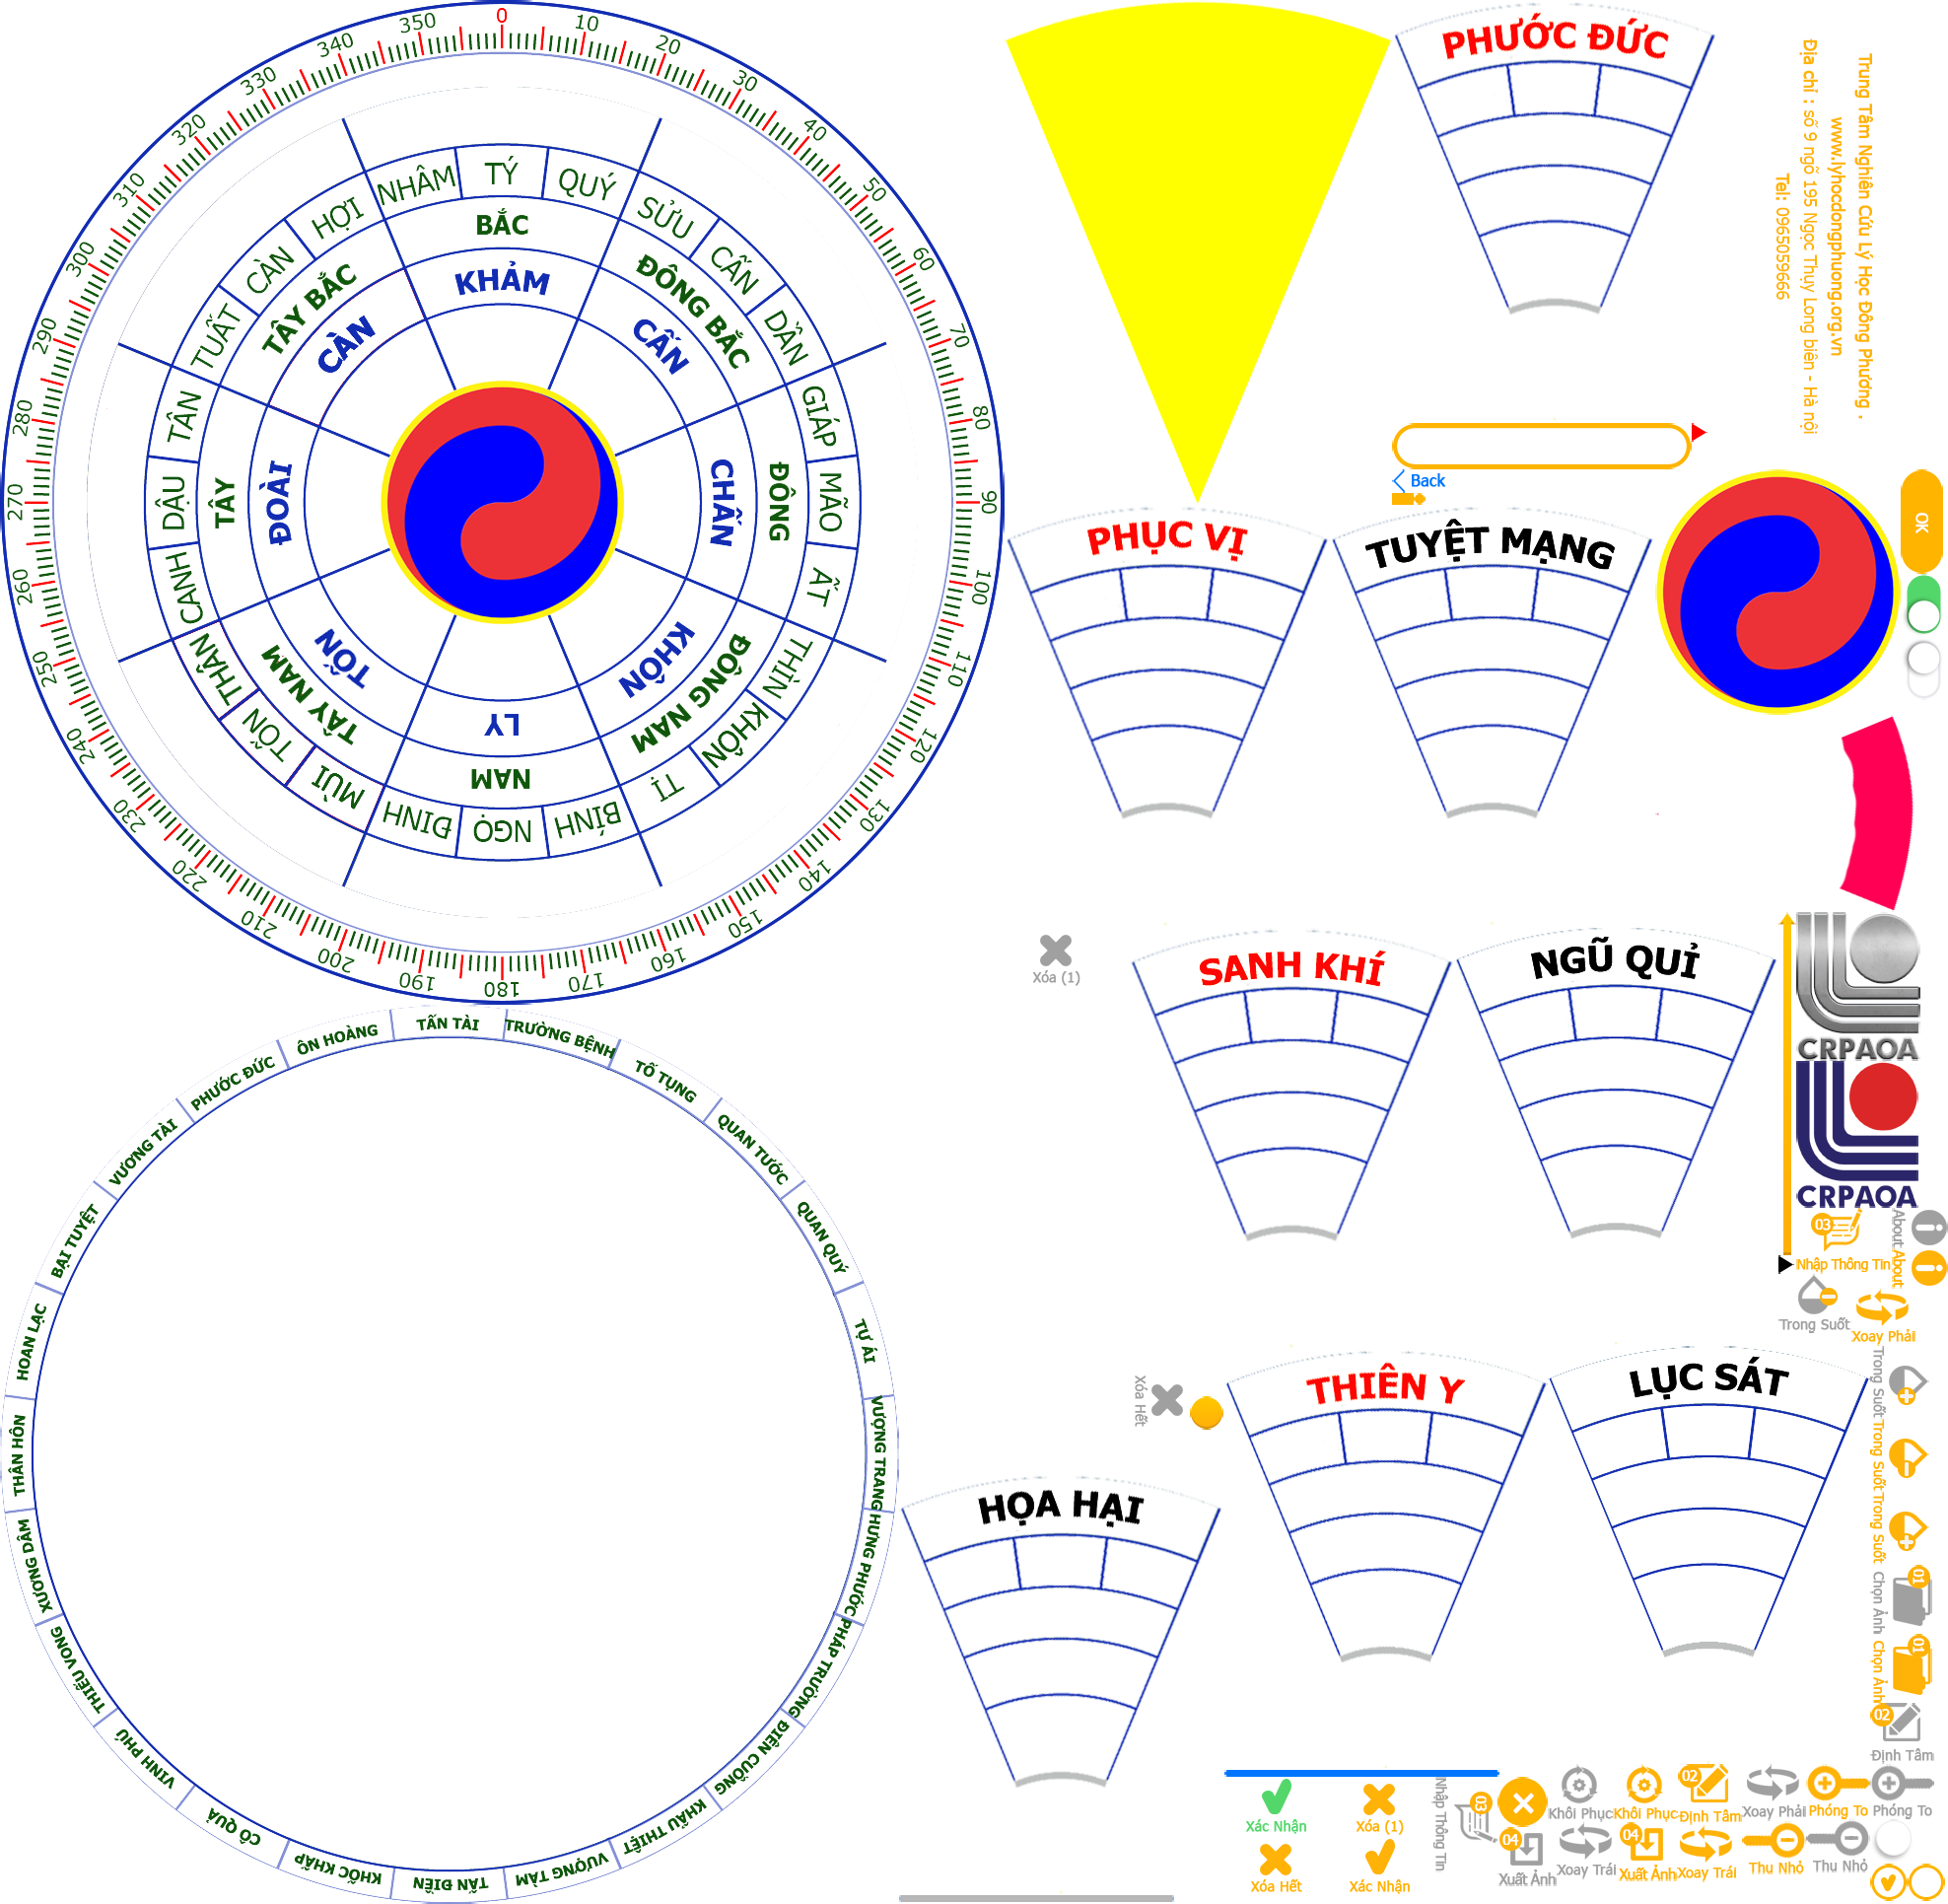 0
10
20
30
40
50
60
70
80
90
100
110
120
130
140
150
160
170
180
190
200
210
220
230
240
250
260
270
280
290
300
310
320
330
340
350
NHÂM
TÝ
QUÝ
SỬU
CẤN
DẦN
GIÁP
MÃO
ẤT
THÌN
KHÔN
TỊ
BÍNH
NGỌ
ĐINH
MÙI
TỐN
THÂN
CANH
DẬU
TÂN
TUẤT
CÀN
HỢI
BẮC
ĐÔNG BẮC
ĐÔNG
ĐÔNG NAM
NAM
TÂY NAM
TÂY
TÂY BẮC
KHẢM
CẤN
CHẤN
KHÔN
LY
TỐN
ĐOÀI
CÀN
PHƯỚC ĐỨC
Trung Tâm Nghiên Cứu Lý Học Đông Phương .
www.lyhocdongphuong.org.vn
Địa chỉ : số 9 ngõ 195 Ngọc Thụy Long biên - Hà nội
Tel: 0965059666
Back
OK
PHỤC VỊ
TUYỆT MẠNG
Xóa (1)
SANH KHÍ
NGŨ QUỈ
CRPAOA
CRPAOA
TẤN TÀI
TRƯỜNG BỆNH
TỐ TỤNG
QUAN TƯỚC
QUAN QUÝ
TỰ ÁI
VƯỢNG TRANG
HƯNG PHƯỚC
PHÁP TRƯỜNG
ĐIÊN CUỒNG
KHẨU THIỆT
VƯỢNG TÀM
TẤN ĐIỀN
KHỐC KHẤP
CÔ QUẢ
VINH PHÚ
THIẾU VONG
XƯƠNG DÂM
THÂN HÔN
HOAN LẠC
BẠI TUYỆT
VƯƠNG TÀI
PHƯỚC ĐỨC
ÔN HOÀNG
03
Nhập Thông Tin
About
About
Trong Suốt
Xoay Phải
Xóa Hết
THIÊN Y
LỤC SÁT
HỌA HẠI
Trong Suốt
Trong Suốt
Trong Suốt
01
Chọn Ảnh
01
Chọn Ảnh
02
Định Tâm
Xác Nhận
Xóa (1)
Nhập Thông Tin
03
Khôi Phục
Khôi Phục
02
Định Tâm
Xoay Phải
Phóng To
Phóng To
Xóa Hết
Xác Nhận
04
Xuất Ảnh
Xoay Trái
04
Xuất Ảnh
Xoay Trái
Thu Nhỏ
Thu Nhỏ